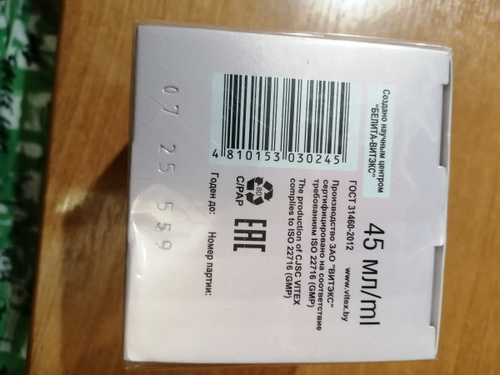 Создано научным центром
"БЕЛИТА-ВИТЭКС"
4 810153 030245
ГОСТ 31460-2012
45 мл/ml
www.vitex.by
Производство ЗАО "ВИТЭКС"
сертифицировано на соответствие
требованиям ISO 22716 (GMP)
The production of CJSC VITEX
complies to ISO 22716 (GMP)
80
C/PAP
EAC
Годен до:
Номер партии:
07 25 559